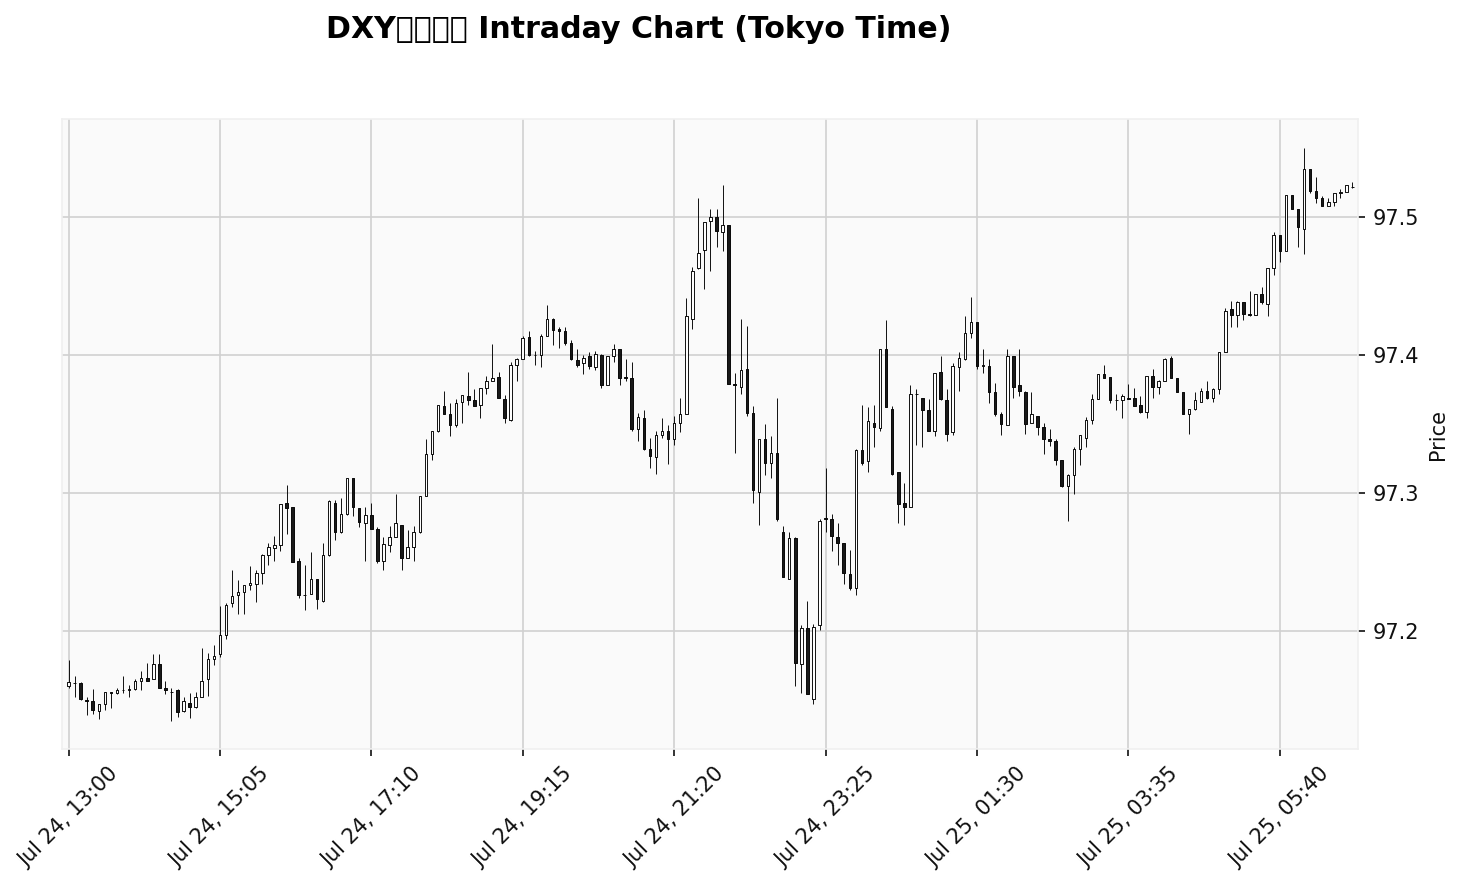 DXY Intraday Chart (Tokyo Time)
97.5
97.4
97.3
97.2
Price
Jul 24, 13:00
Jul 24, 15:05
Jul 24, 17:10
Jul 24, 19:15
Jul 24, 21:20
Jul 24, 23:25
Jul 25, 01:30
Jul 25, 03:35
Jul 25, 05:40